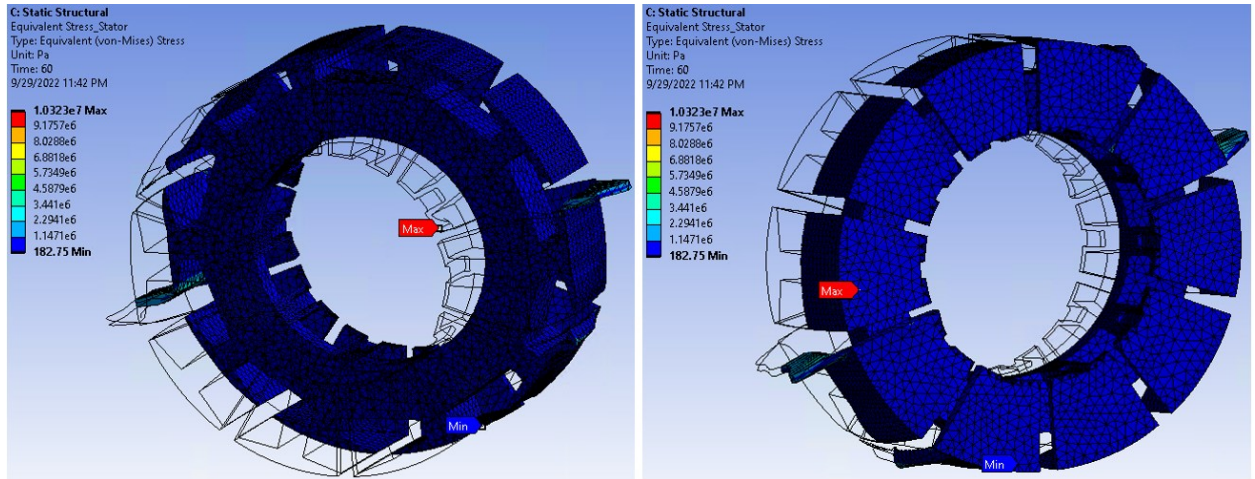 C: Static Structural
Equivalent Stress_Stator
Type: Equivalent (von-Mises) Stress
Unit: Pa
Time: 60
9/29/2022 11:42 PM
1.0323e7 Max
9.1757e6
8.0288e6
6.8818e6
5.7349e6
4.5879e6
3.441e6
2.2941e6
1.1471e6
182.75 Min
Max
Min
C: Static Structural
Equivalent Stress_Stator
Type: Equivalent (von-Mises) Stress
Unit: Pa
Time: 60
9/29/2022 11:42 PM
1.0323e7 Max
9.1757e6
8.0288e6
6.8818e6
5.7349e6
4.5879e6
3.441e6
2.2941e6
1.1471e6
182.75 Min
Max
Min